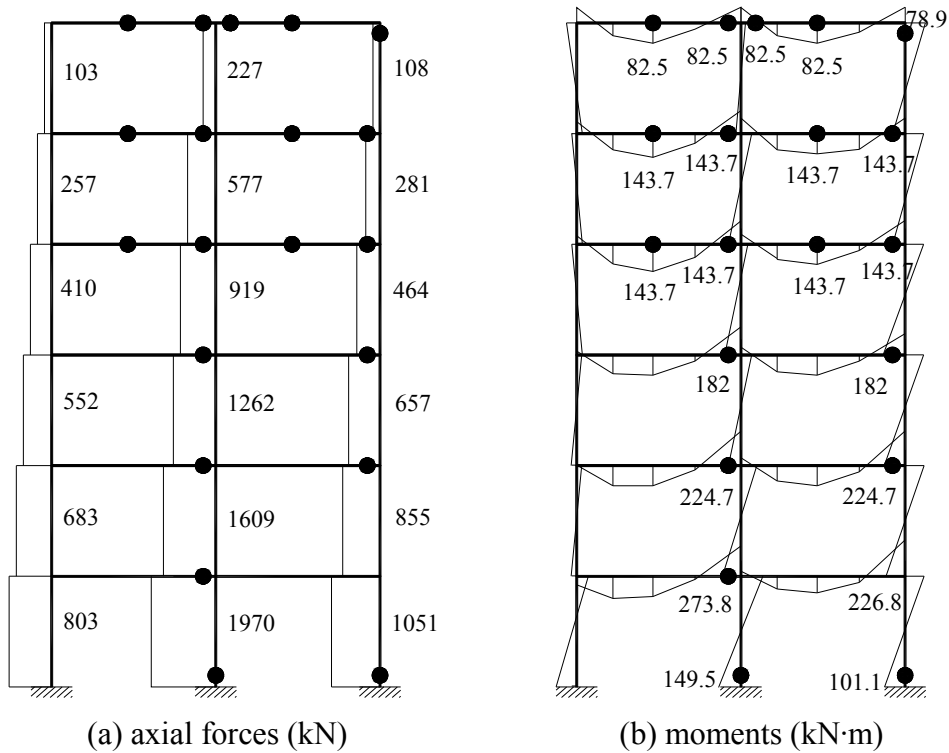 78.9
103 227 108
82.5 82.5 82.5 82.5
257 577 281
143.7 143.7 143.7 143.7
410 919 464
143.7 143.7 143.7 143.7
552 1262 657
182 182
683 1609 855
224.7 224.7
803 1970 1051
273.8 226.8
149.5 101.1
(a) axial forces (kN) (b) moments (kN·m)